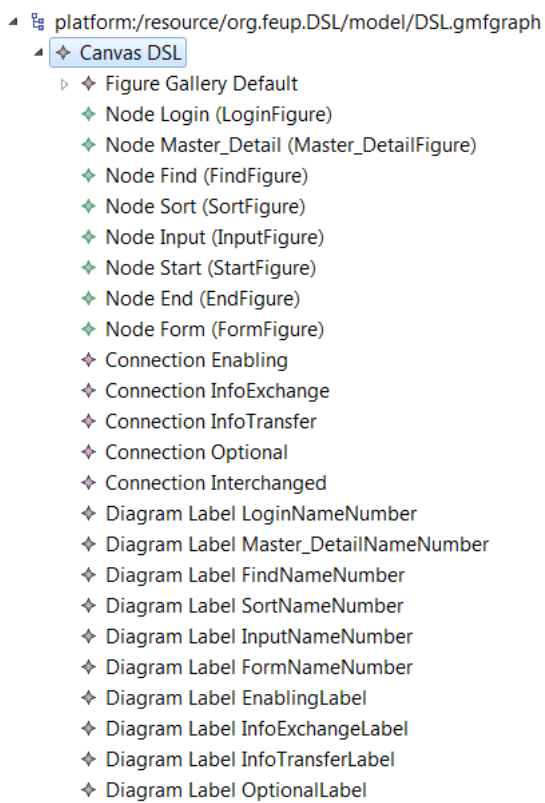 platform:/resource/org.feup.DSL/model/DSL.gmfgraph
Canvas DSL
Figure Gallery Default
Node Login (LoginFigure)
Node Master_Detail (Master_DetailFigure)
Node Find (FindFigure)
Node Sort (SortFigure)
Node Input (InputFigure)
Node Start (StartFigure)
Node End (EndFigure)
Node Form (FormFigure)
Connection Enabling
Connection InfoExchange
Connection InfoTransfer
Connection Optional
Connection Interchanged
Diagram Label LoginNameNumber
Diagram Label Master_DetailNameNumber
Diagram Label FindNameNumber
Diagram Label SortNameNumber
Diagram Label InputNameNumber
Diagram Label FormNameNumber
Diagram Label EnablingLabel
Diagram Label InfoExchangeLabel
Diagram Label InfoTransferLabel
Diagram Label OptionalLabel